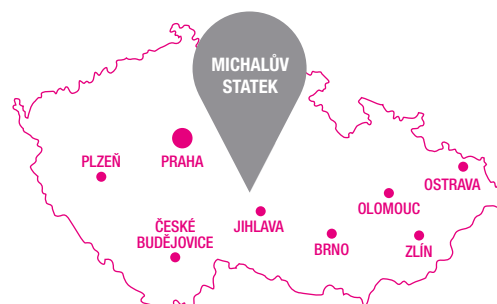 MICHALŮV
STATEK
PLZEŇ
PRAHA
OSTRAVA
OLOMOUC
ČESKÉ
BUDĚJOVICE
JIHLAVA
BRNO
ZLÍN